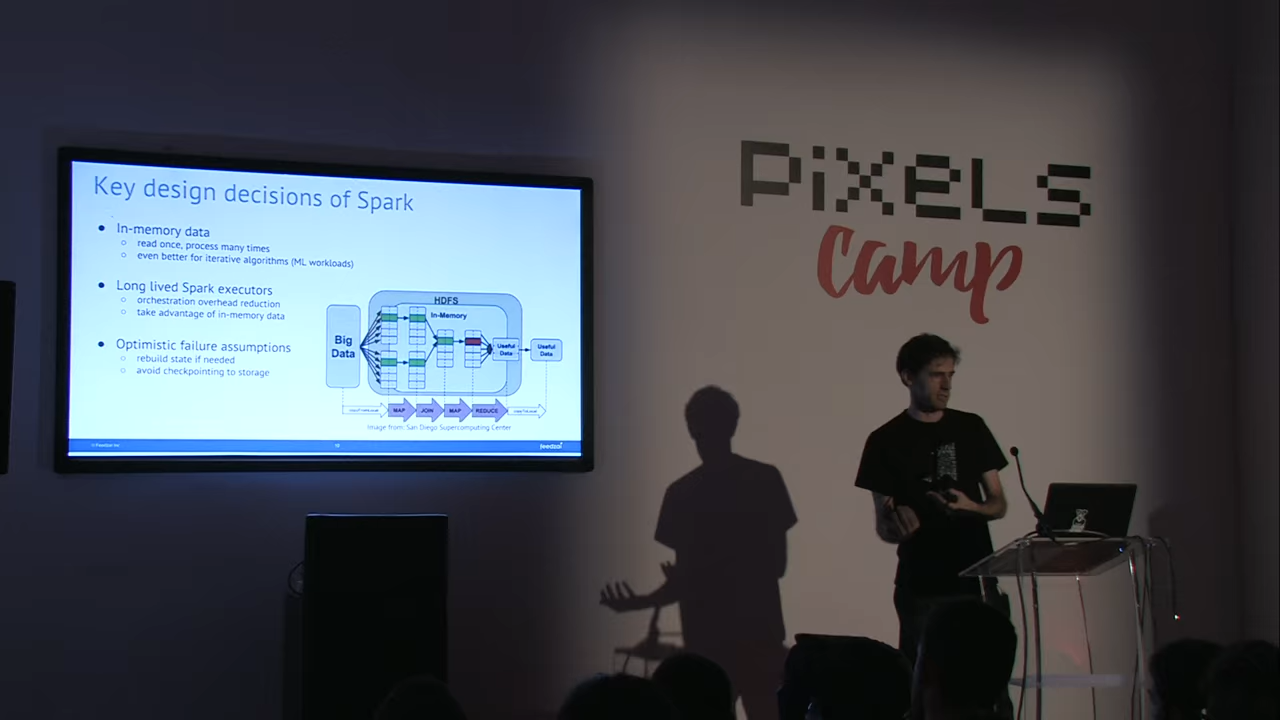 Key design decisions of Spark
● In-memory data
○ read once, process many times
○ even better for iterative algorithms (ML workloads)
● Long lived Spark executors
○ orchestration overhead reduction
○ take advantage of in-memory data
● Optimistic failure assumptions
○ rebuild state if needed
○ avoid checkpointing to storage
HDFS
In-Memory
Big
Data
Useful
Data
Useful
Data
MAP
JOIN
MAP
REDUCE
Image from: San Diego Supercomputing Center
feedzai
pixels
camp